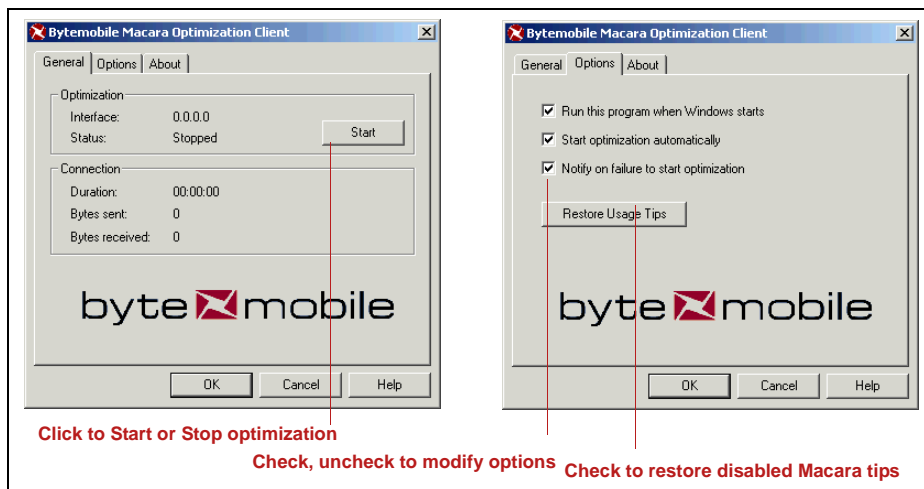 Bytemobile Macara Optimization Client
General Options About
Optimization
Interface: 0.0.0.0
Status: Stopped
Start
Connection
Duration: 00:00:00
Bytes sent: 0
Bytes received: 0
byte mobile
OK Cancel Help
Bytemobile Macara Optimization Client
General Options About
Run this program when Windows starts
Start optimization automatically
Notify on failure to start optimization
Restore Usage Tips
byte mobile
OK Cancel Help
Click to Start or Stop optimization
Check, uncheck to modify options
Check to restore disabled Macara tips